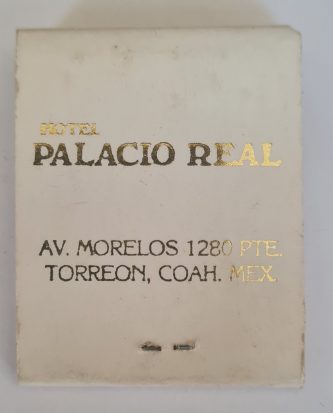 HOTEL
PALACIO REAL
AV. MORELOS 1280 PTE.
TORREON, COAH. MEX.